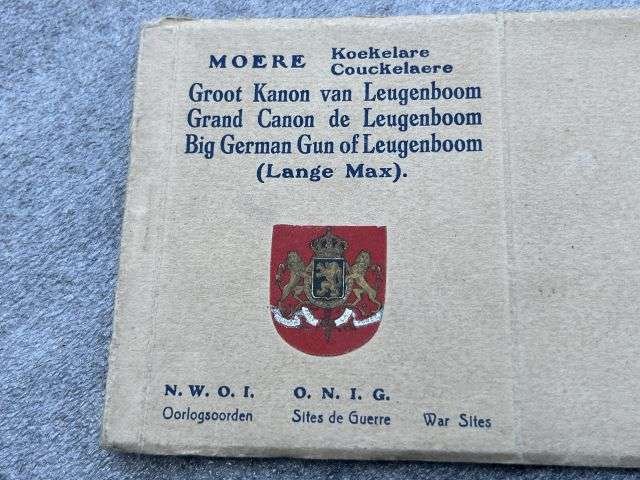 MOERE Koekelare
Couckelaere
Groot Kanon van Leugenboom
Grand Canon de Leugenboom
Big German Gun of Leugenboom
(Lange Max).
N. W. O. I. O. N. I. G.
Oorlogsoorden Sites de Guerre War Sites